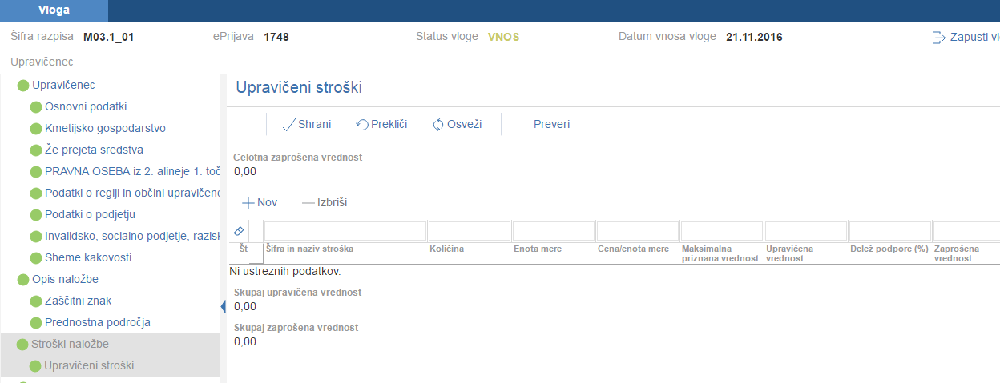 Vloga
Šifra razpisa M03.1_01 ePrijava 1748 Status vloge VNOS Datum vnosa vloge 21.11.2016 Zapusti vl
Upravičenec
Upravičenec
Osnovni podatki
Kmetijsko gospodarstvo
Že prejeta sredstva
PRAVNA OSEBA iz 2. alineje 1. toč
Podatki o regiji in občini upravičenc
Podatki o podjetju
Invalidsko, socialno podjetje, razisk
Sheme kakovosti
Opis naložbe
Zaščitni znak
Prednostna področja
Stroški naložbe
Upravičeni stroški
Upravičeni stroški
Shrani Prekliči Osveži Preveri
Celotna zaprošena vrednost
0,00
Nov Izbriši
Št Šifra in naziv stroška Količina Enota mere Cena/enota mere Maksimalna priznana vrednost Upravičena vrednost Delež podpore (%) Zaprošena vrednost
Ni ustreznih podatkov.
Skupaj upravičena vrednost
0,00
Skupaj zaprošena vrednost
0,00